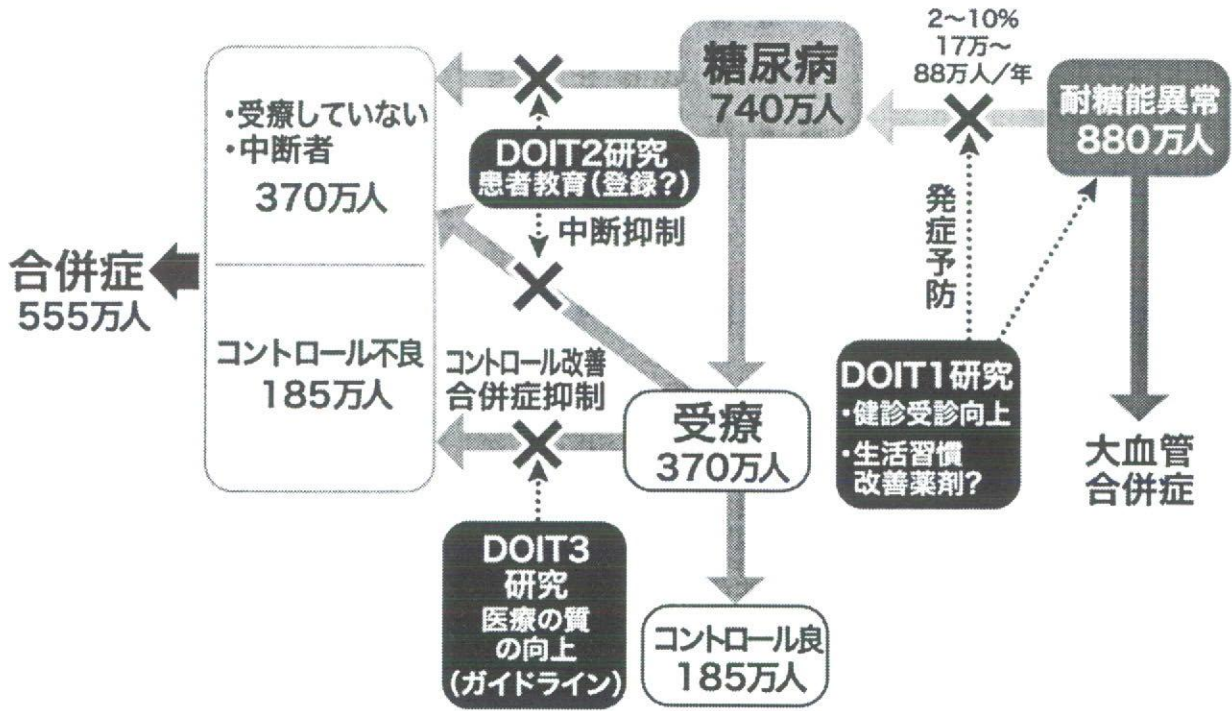 2～10%
17万～
88万人／年
糖尿病
740万人
耐糖能異常
880万人
・受療していない
・中断者
370万人
DOIT2研究
患者教育(登録?)
中断抑制
発症予防
合併症
555万人
コントロール不良
185万人
コントロール改善
合併症抑制
受療
370万人
DOIT1研究
・健診受診向上
・生活習慣
改善薬剤?
大血管
合併症
DOIT3
研究
医療の質
の向上
(ガイドライン)
コントロール良
185万人